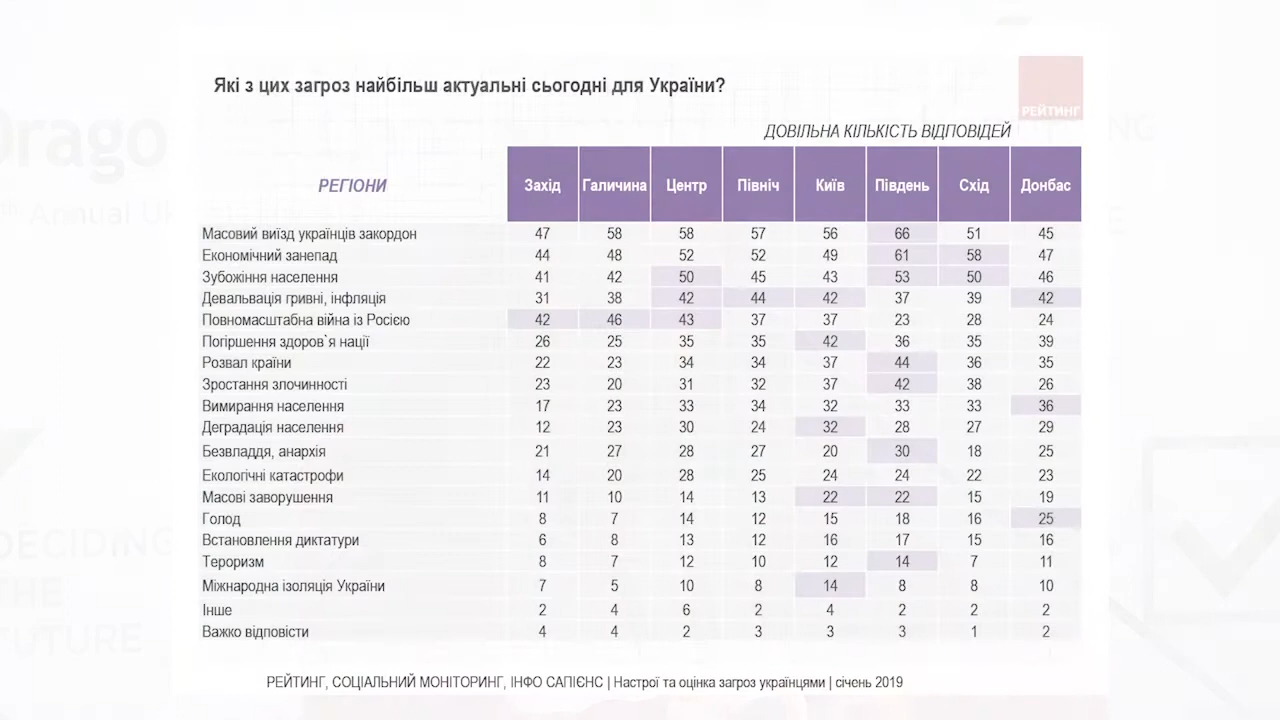 Які з цих загроз найбільш актуальні сьогодні для України?
РЕЙТИНГ
ДОВІЛЬНА КІЛЬКІСТЬ ВІДПОВІДЕЙ
РЕГІОНИ Захід Галичина Центр Північ Київ Південь Схід Донбас
Масовий виїзд українців закордон 47 58 58 57 56 66 51 45
Економічний занепад 44 48 52 52 49 61 58 47
Зубожіння населення 41 42 50 45 43 53 50 46
Девальвація гривні, інфляція 31 38 42 44 42 37 39 42
Повномасштабна війна із Росією 42 46 43 37 37 23 28 24
Погіршення здоров`я нації 26 25 35 35 42 36 35 39
Розвал країни 22 23 34 34 37 44 36 35
Зростання злочинності 23 20 31 32 37 42 38 26
Вимирання населення 17 23 33 34 32 33 33 36
Деградація населення 12 23 30 24 32 28 27 29
Безвладдя, анархія 21 27 28 27 20 30 18 25
Екологічні катастрофи 14 20 28 25 24 24 22 23
Масові заворушення 11 10 14 13 22 22 15 19
Голод 8 7 14 12 15 18 16 25
Встановлення диктатури 6 8 13 12 16 17 15 16
Тероризм 8 7 12 10 12 14 7 11
Міжнародна ізоляція України 7 5 10 8 14 8 8 10
Інше 2 4 6 2 4 2 2 2
Важко відповісти 4 4 2 3 3 3 1 2
РЕЙТИНГ, СОЦІАЛЬНИЙ МОНІТОРИНГ, ІНФО САПІЄНС | Настрої та оцінка загроз українцями | січень 2019
Drago
Annual
DECIDING
THE
FUTURE